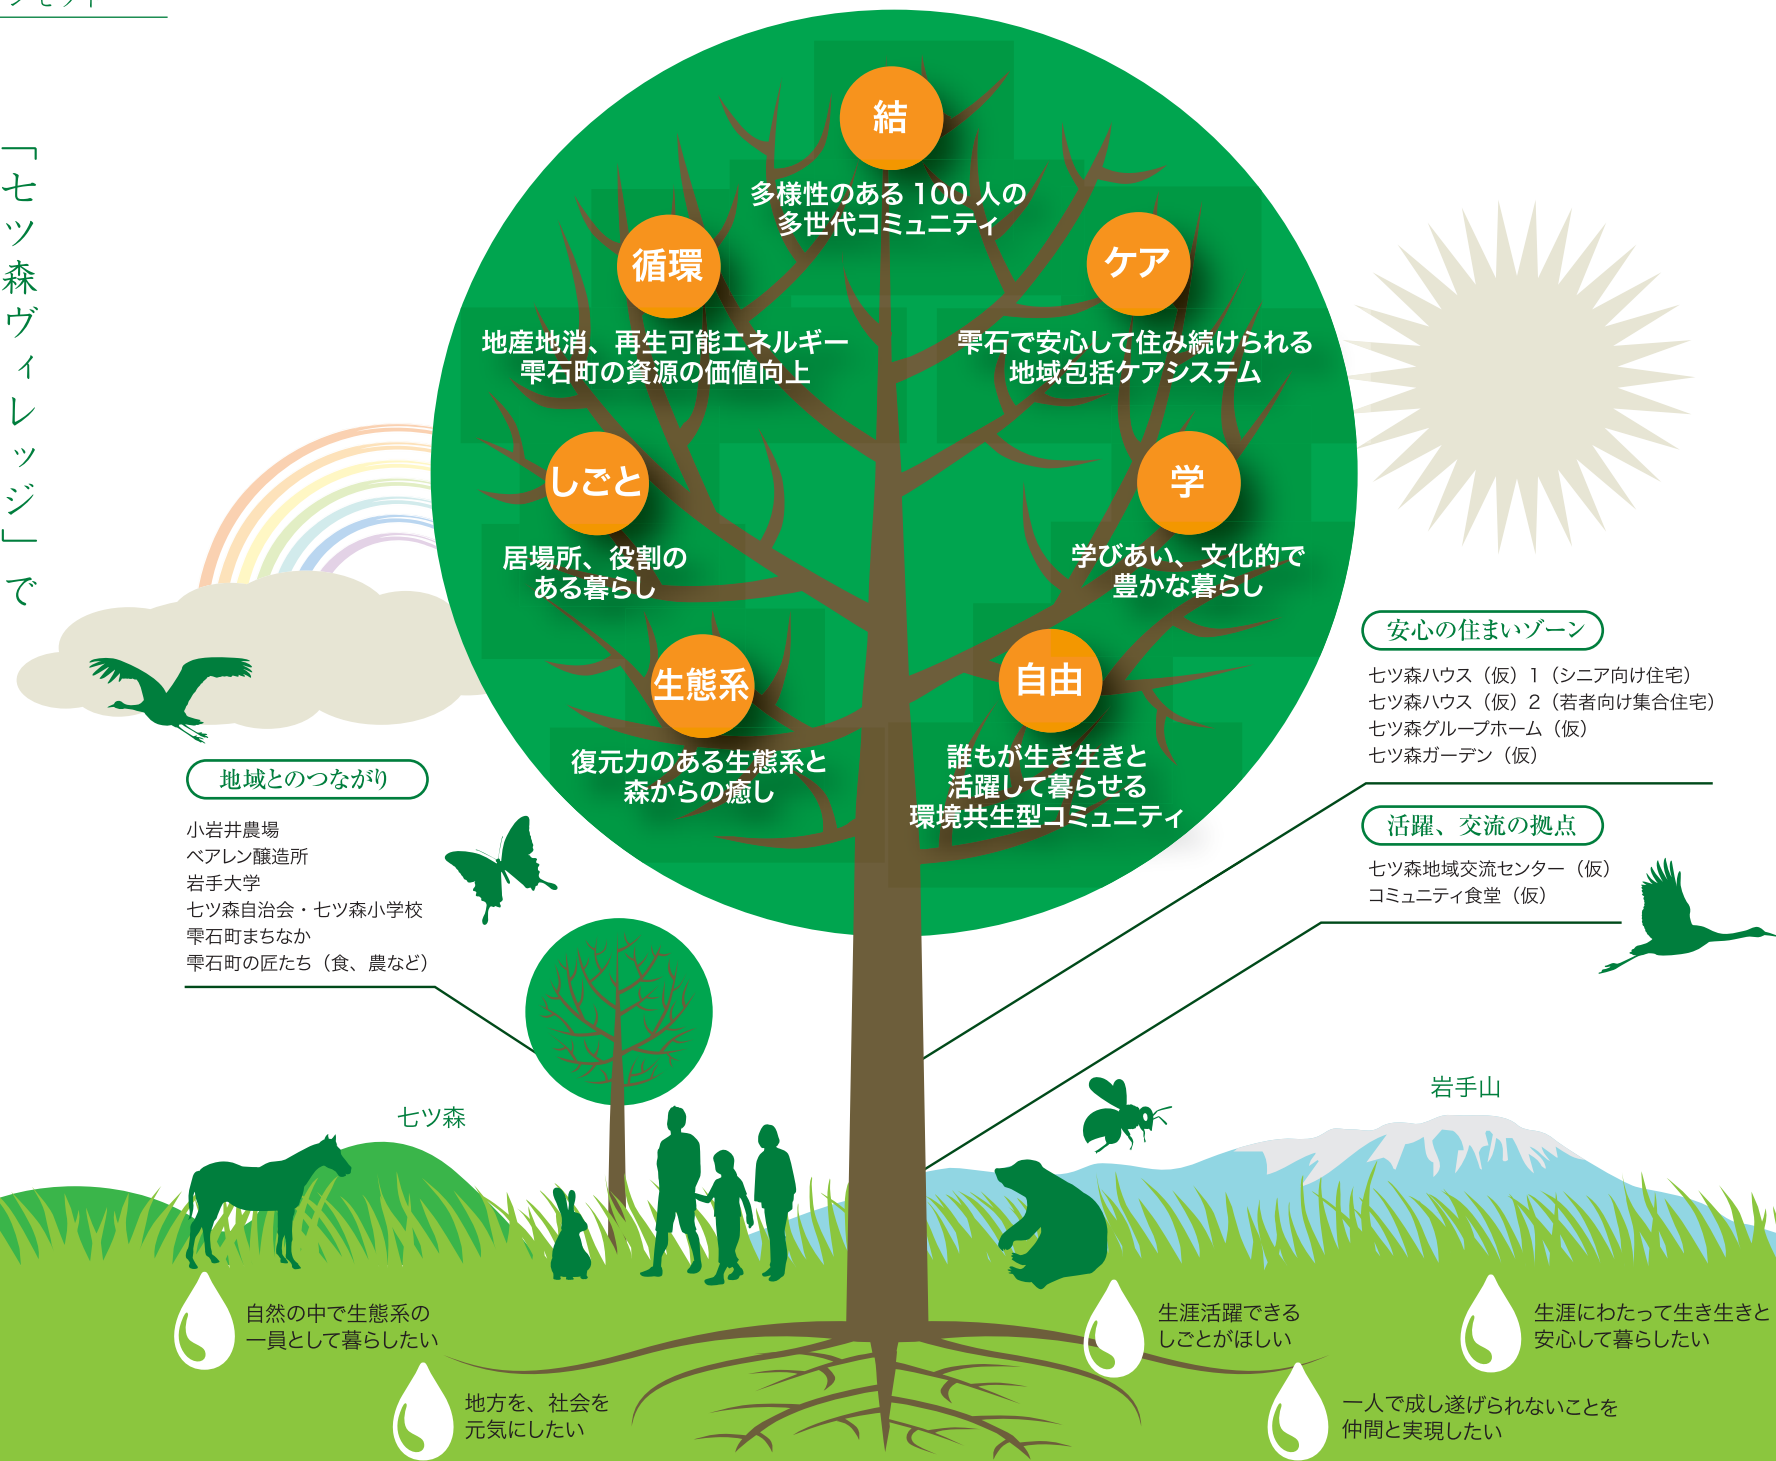 「七ツ森ヴィレッジ」で
結
多様性のある 100 人の
多世代コミュニティ
循環
地産地消、再生可能エネルギー
雫石町の資源の価値向上
ケア
雫石で安心して住み続けられる
地域包括ケアシステム
しごと
居場所、役割の
ある暮らし
学
学びあい、文化的で
豊かな暮らし
生態系
復元力のある生態系と
森からの癒し
自由
誰もが生き生きと
活躍して暮らせる
環境共生型コミュニティ
安心の住まいゾーン
七ツ森ハウス（仮）1（シニア向け住宅）
七ツ森ハウス（仮）2（若者向け集合住宅）
七ツ森グループホーム（仮）
七ツ森ガーデン（仮）
活躍、交流の拠点
七ツ森地域交流センター（仮）
コミュニティ食堂（仮）
地域とのつながり
小岩井農場
ベアレン醸造所
岩手大学
七ツ森自治会・七ツ森小学校
雫石町まちなか
雫石町の匠たち（食、農など）
七ツ森
岩手山
自然の中で生態系の
一員として暮らしたい
地方を、社会を
元気にしたい
生涯活躍できる
しごとがほしい
一人で成し遂げられないことを
仲間と実現したい
生涯にわたって生き生きと
安心して暮らしたい